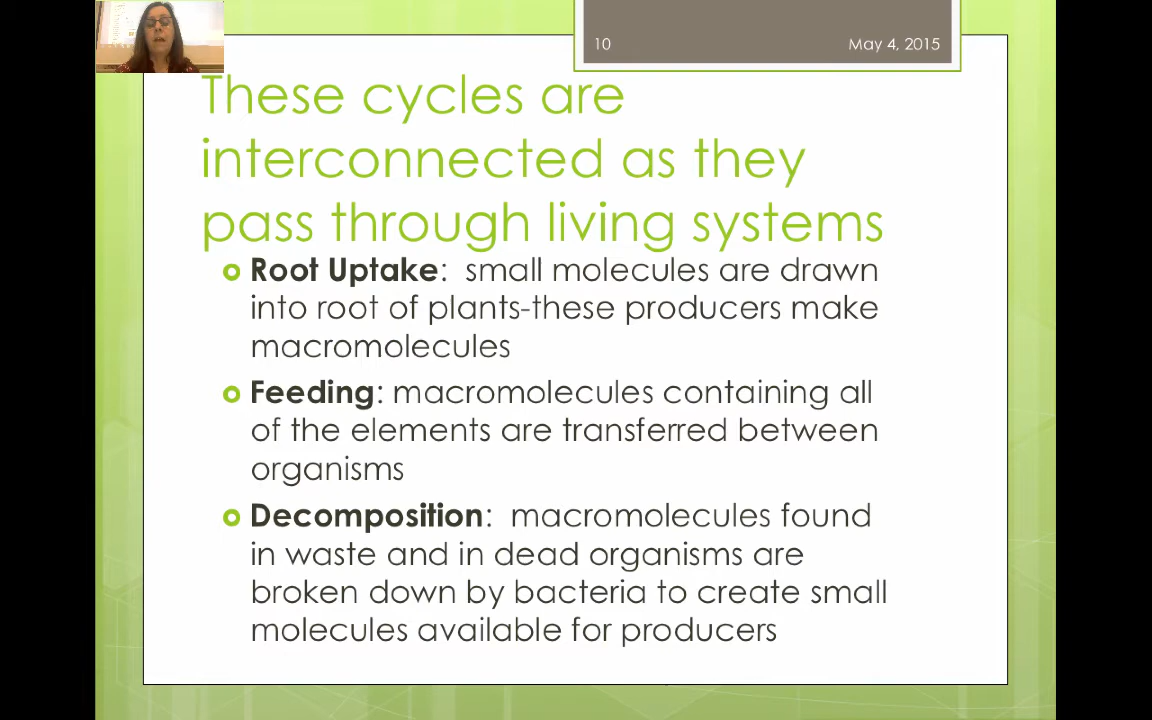 10
May 4, 2015
These cycles are
interconnected as they
pass through living systems
Root Uptake:  small molecules are drawn
into root of plants-these producers make
macromolecules
Feeding: macromolecules containing all
of the elements are transferred between
organisms
Decomposition:  macromolecules found
in waste and in dead organisms are
broken down by bacteria to create small
molecules available for producers